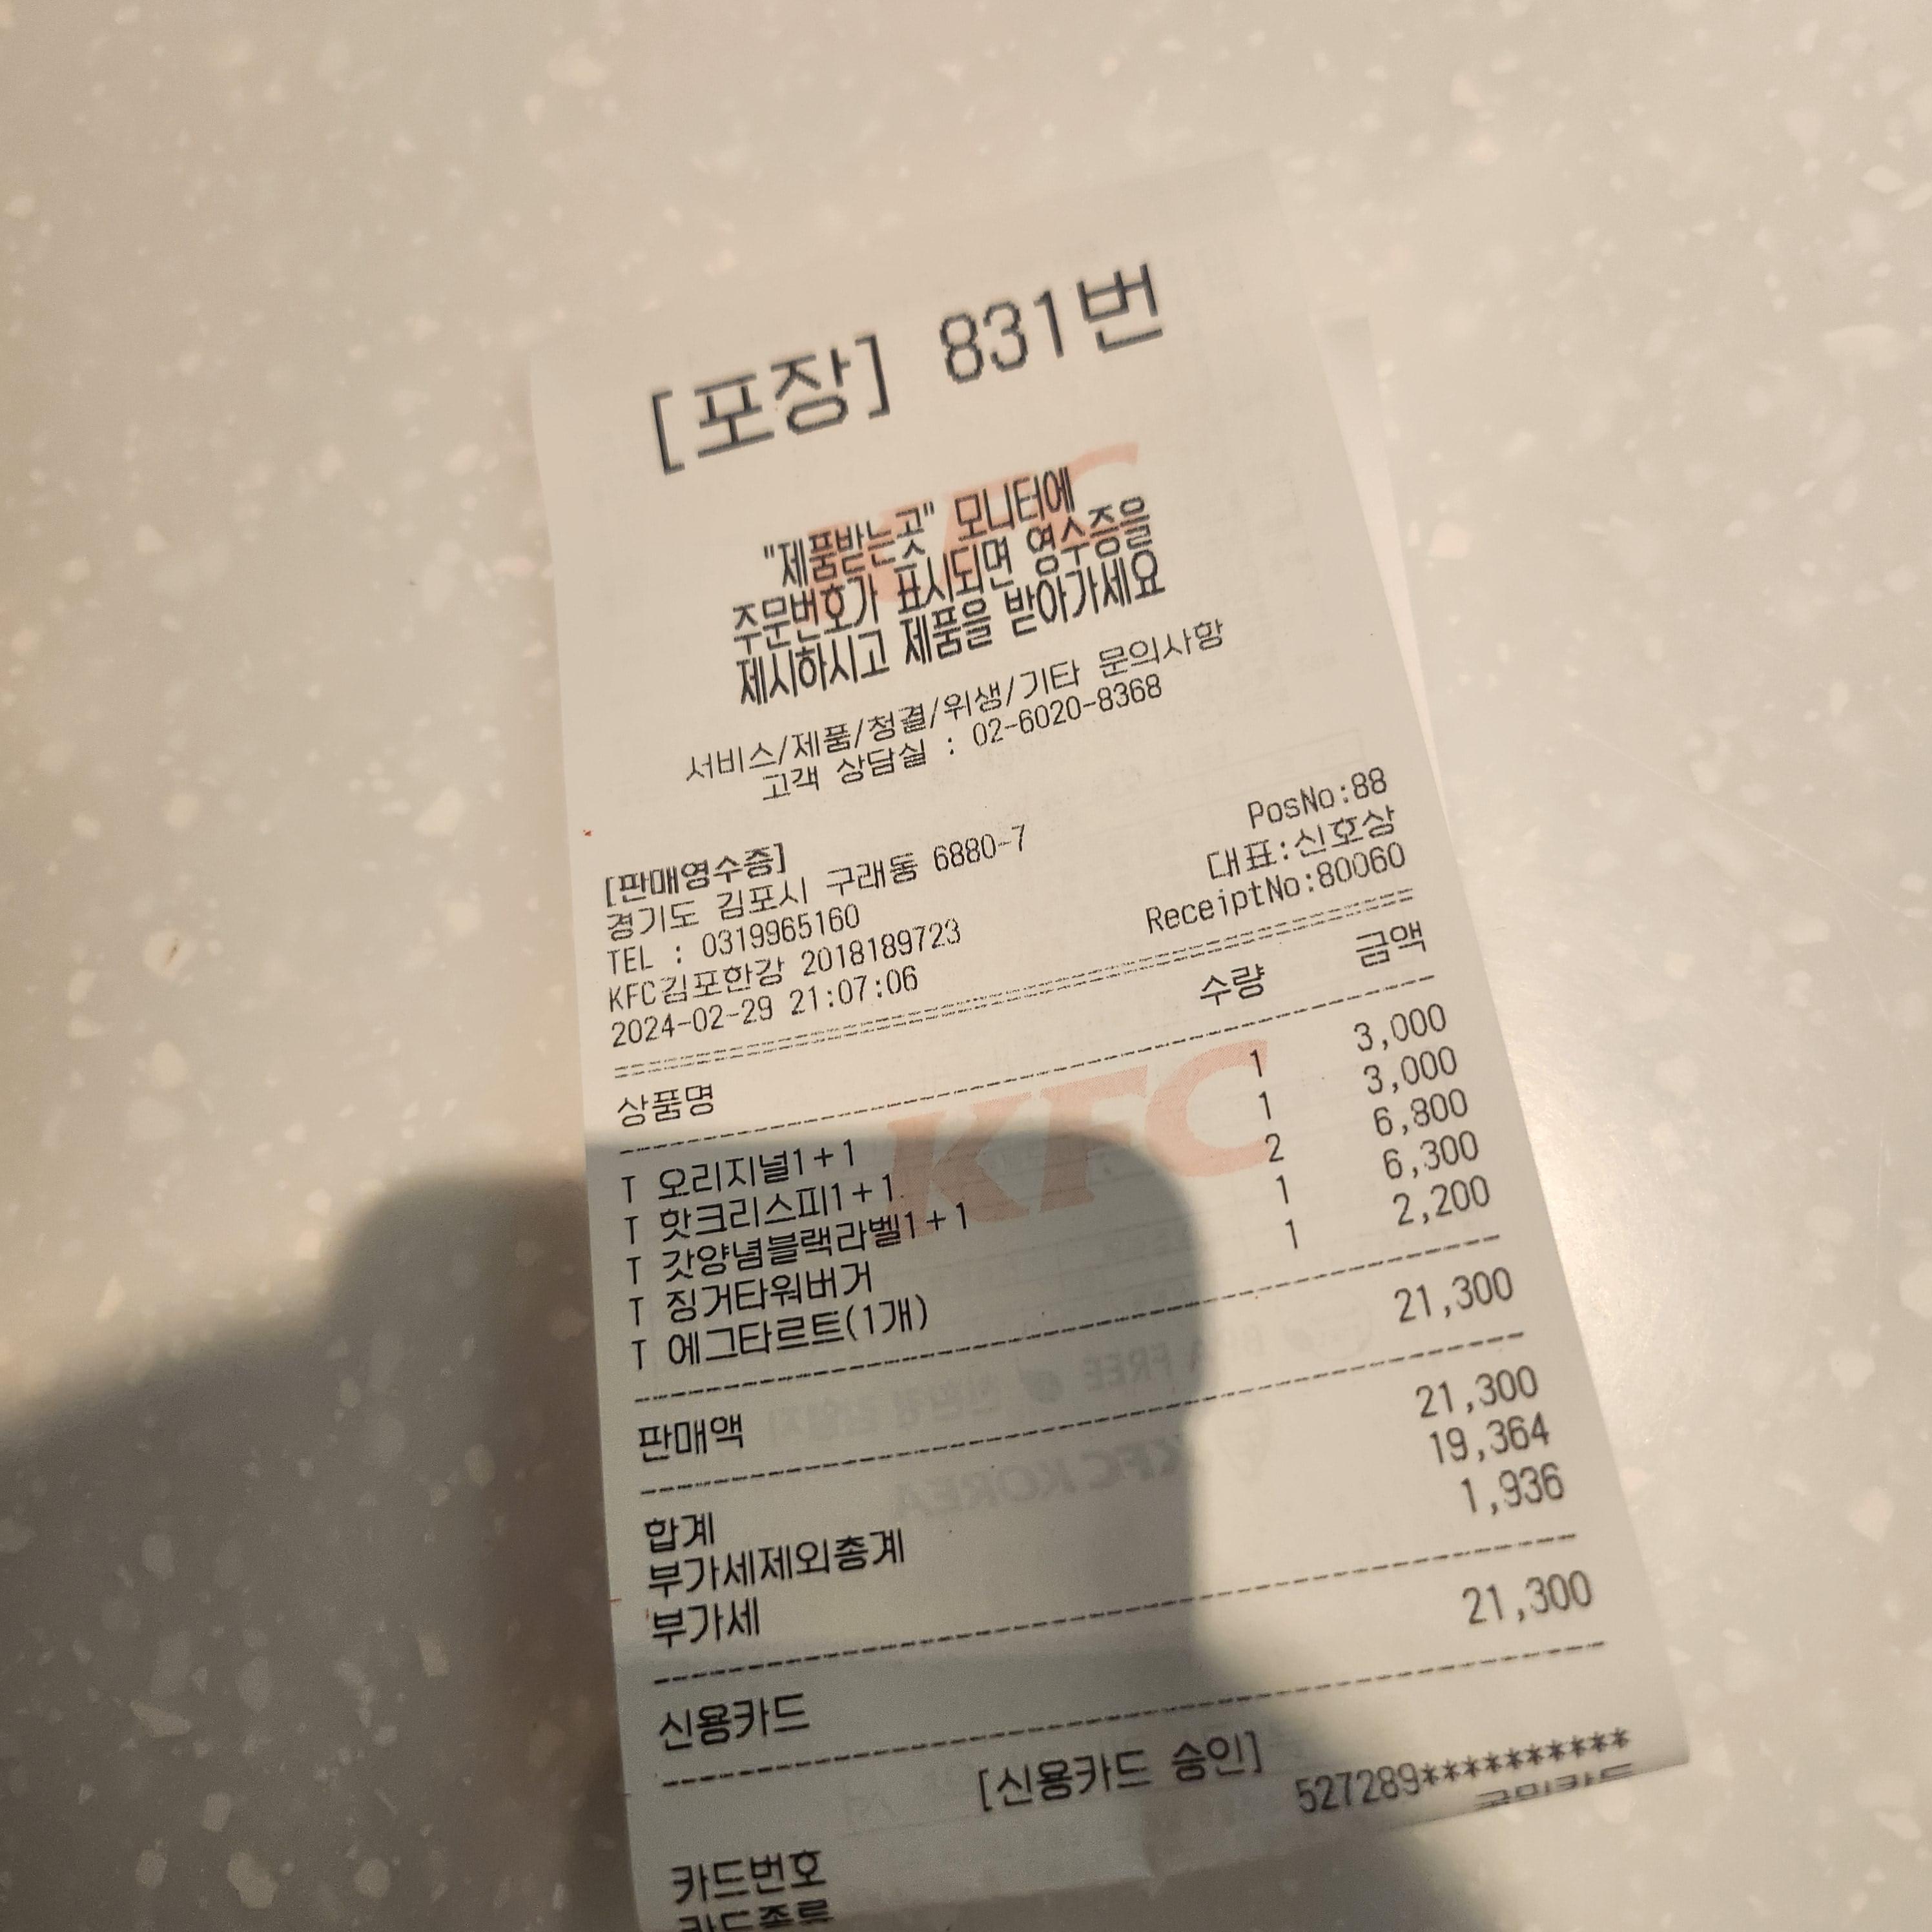 [포장] 831번
"제품받는곳" 모니터에
주문번호가 표시되면 영수증을
제시하시고 제품을 받아가세요
서비스/제품/청결/위생/기타 문의사항
고객 상담실 : 02-6020-8368
[판매영수증] PosNo:88
경기도 김포시 구래동 6880-7
TEL : 0319965160 대표:신호상
KFC김포한강 2018189723 ReceiptNo:80060
2024-02-29 21:07:06
상품명 수량 금액
T 오리지널1+1 1 3,000
T 핫크리스피1+1 1 3,000
T 갓양념블랙라벨1+1 2 6,800
T 징거타워버거 1 6,300
T 에그타르트(1개) 1 2,200
KFC
판매액 21,300
합계 21,300
부가세제외총계 19,364
부가세 1,936
신용카드 21,300
[신용카드 승인]
카드번호 527289**********
카드종류 국민카드